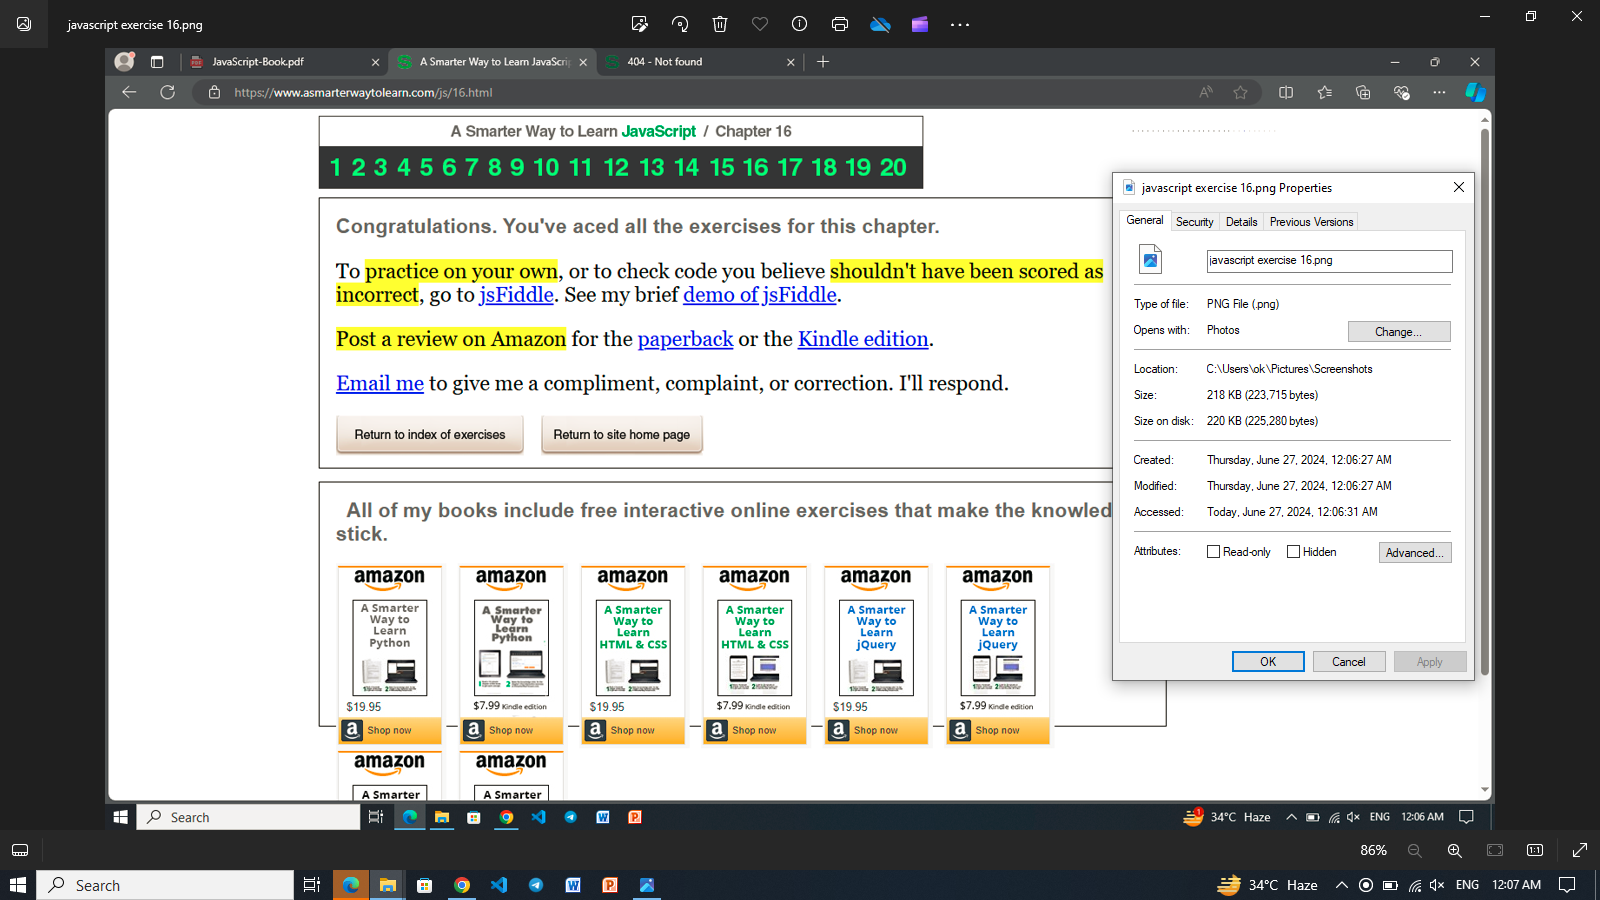 javascript exercise 16.png
JavaScript-Book.pdf
A Smarter Way to Learn JavaScrip
404 - Not found
https://www.asmarterwaytolearn.com/js/16.html
A Smarter Way to Learn JavaScript / Chapter 16
1 2 3 4 5 6 7 8 9 10 11 12 13 14 15 16 17 18 19 20
Congratulations. You've aced all the exercises for this chapter.
To practice on your own, or to check code you believe shouldn't have been scored as
incorrect, go to jsFiddle. See my brief demo of jsFiddle.
Post a review on Amazon for the paperback or the Kindle edition.
Email me to give me a compliment, complaint, or correction. I'll respond.
Return to index of exercises
Return to site home page
All of my books include free interactive online exercises that make the knowled
stick.
amazon amazon amazon amazon amazon amazon
A Smarter Way to Learn Python
A Smarter Way to Learn Python
A Smarter Way to Learn HTML & CSS
A Smarter Way to Learn HTML & CSS
A Smarter Way to Learn jQuery
A Smarter Way to Learn jQuery
$19.95 $7.99 Kindle edition $19.95 $7.99 Kindle edition $19.95 $7.99 Kindle edition
Shop now Shop now Shop now Shop now Shop now Shop now
amazon amazon
A Smarter A Smarter
javascript exercise 16.png Properties
General Security Details Previous Versions
javascript exercise 16.png
Type of file: PNG File (.png)
Opens with: Photos Change...
Location: C:\Users\ok\Pictures\Screenshots
Size: 218 KB (223,715 bytes)
Size on disk: 220 KB (225,280 bytes)
Created: Thursday, June 27, 2024, 12:06:27 AM
Modified: Thursday, June 27, 2024, 12:06:27 AM
Accessed: Today, June 27, 2024, 12:06:31 AM
Attributes: Read-only Hidden Advanced...
OK Cancel Apply
Search
1
34°C Haze ENG 12:06 AM
86%
Search
34°C Haze ENG 12:07 AM